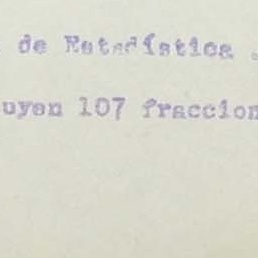 de Estadística
uyen 107 fraccion